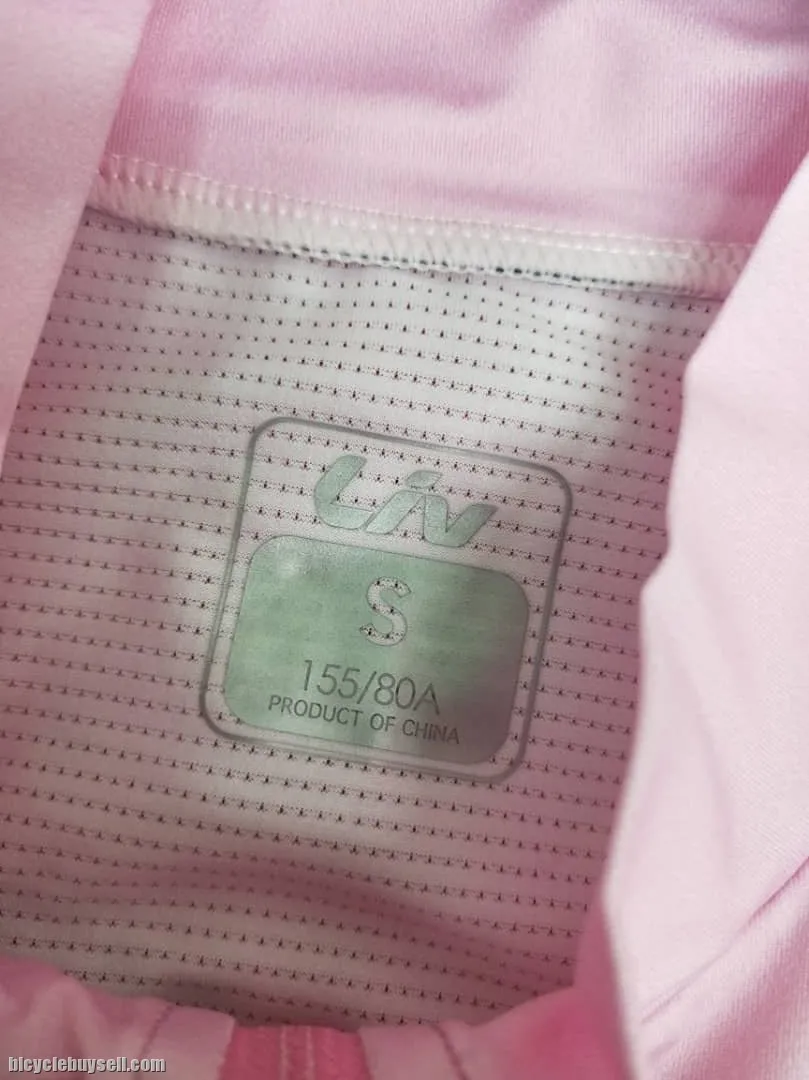 Liv
S
155/80A
PRODUCT OF CHINA
bicyclebuysell.com